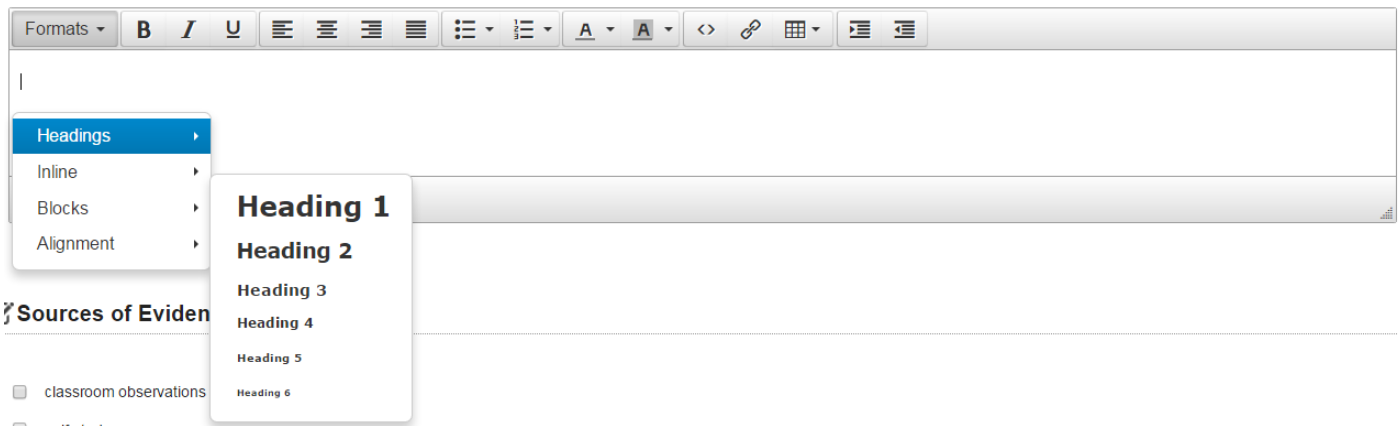 Formats B I U A A
Headings
Inline
Blocks
Alignment
Heading 1
Heading 2
Heading 3
Heading 4
Heading 5
Heading 6
Sources of Eviden
classroom observations